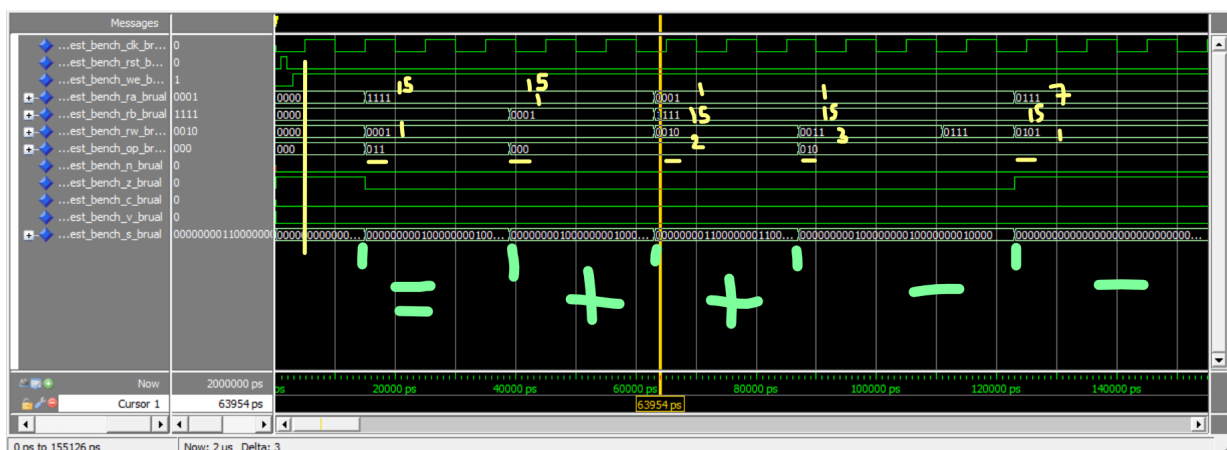 Messages
...est_bench_clk_br... 0
...est_bench_rst_b... 0
...est_bench_we_b... 1
15 15 1 1 7
...est_bench_ra_brual 0001 0000 1111 0001 0111
1 15 15 15
...est_bench_rb_brual 1111 0000 0001 1111
...est_bench_rw_br... 0010 0000 0001 1 0010 2 0011 3 0111 0101 1
...est_bench_op_br... 000 000 011 000 010
...est_bench_n_brual 0
...est_bench_z_brual 0
...est_bench_c_brual 0
...est_bench_v_brual 0
...est_bench_s_brual
= + + - -
Now 2000000 ps ps 20000 ps 40000 ps 60000 ps 80000 ps 100000 ps 120000 ps 140000 ps
Cursor 1 63954 ps 63954 ps
0 ps to 155126 ps Now: 2 us Delta: 3